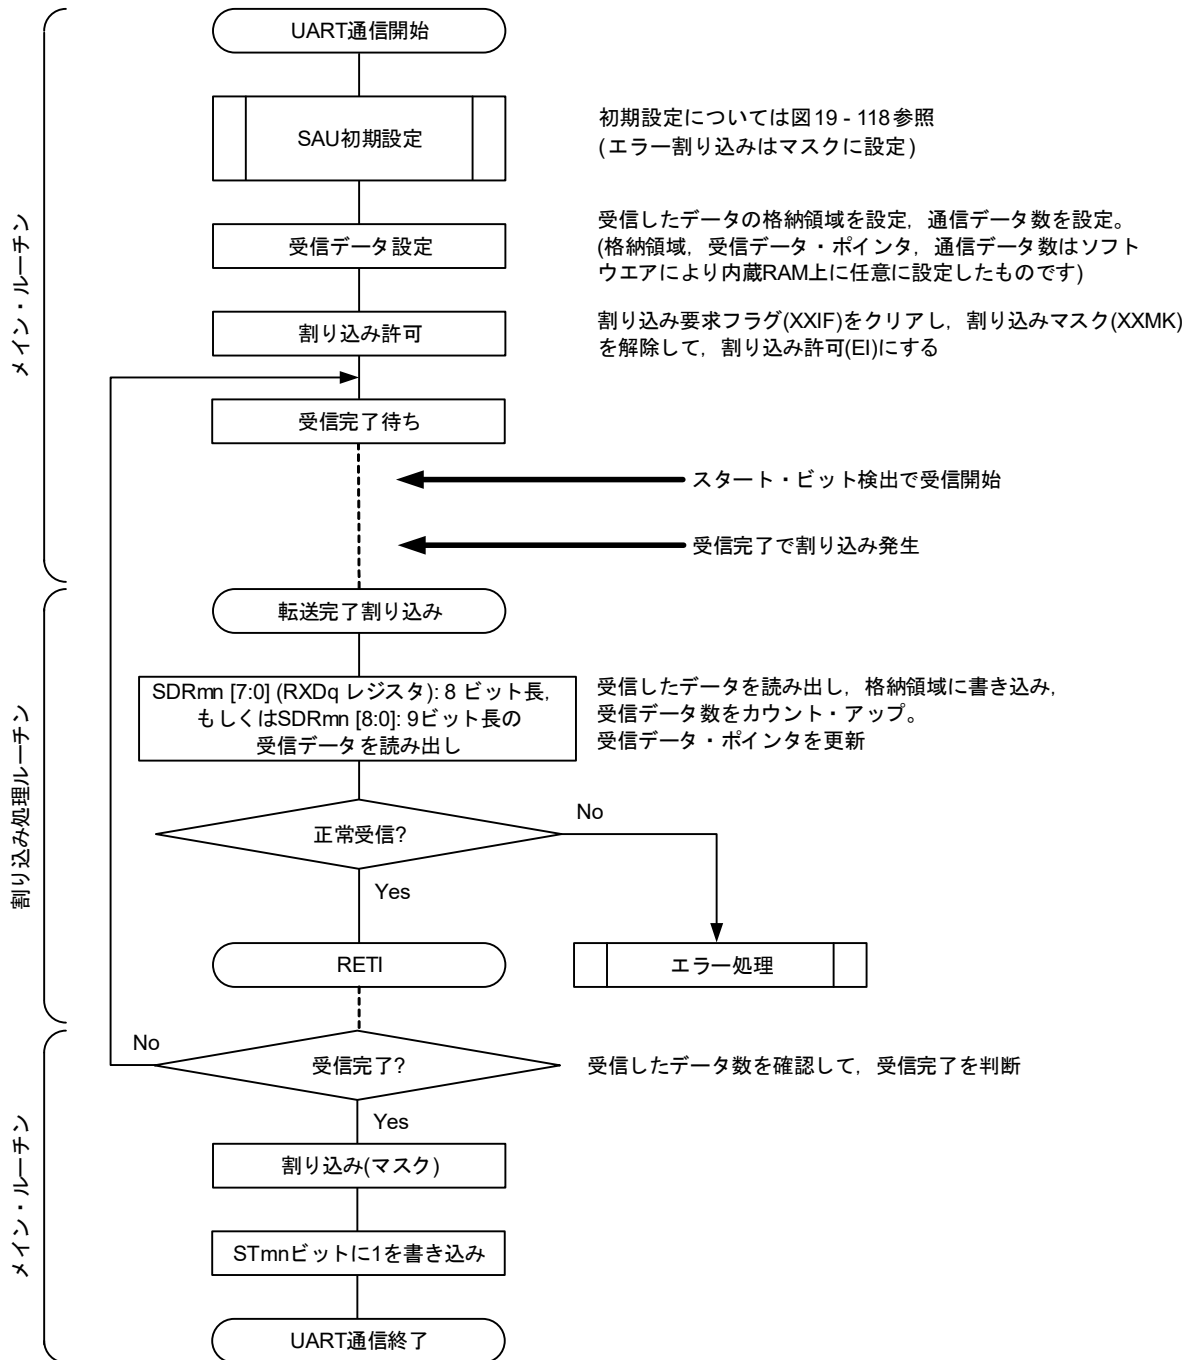 UART通信開始
SAU初期設定
初期設定については図19 - 118参照
(エラー割り込みはマスクに設定)
受信データ設定
受信したデータの格納領域を設定，通信データ数を設定。
(格納領域，受信データ・ポインタ，通信データ数はソフト
ウエアにより内蔵RAM上に任意に設定したものです)
割り込み許可
割り込み要求フラグ(XXIF)をクリアし，割り込みマスク(XXMK)
を解除して，割り込み許可(EI)にする
メイン・ルーチン
受信完了待ち
スタート・ビット検出で受信開始
受信完了で割り込み発生
転送完了割り込み
SDRmn [7:0] (RXDq レジスタ): 8 ビット長，
もしくはSDRmn [8:0]: 9ビット長の
受信データを読み出し
受信したデータを読み出し，格納領域に書き込み，
受信データ数をカウント・アップ。
受信データ・ポインタを更新
割り込み処理ルーチン
正常受信?
No
Yes
RETI
エラー処理
No
受信完了?
受信したデータ数を確認して，受信完了を判断
Yes
割り込み(マスク)
メイン・ルーチン
STmnビットに1を書き込み
UART通信終了